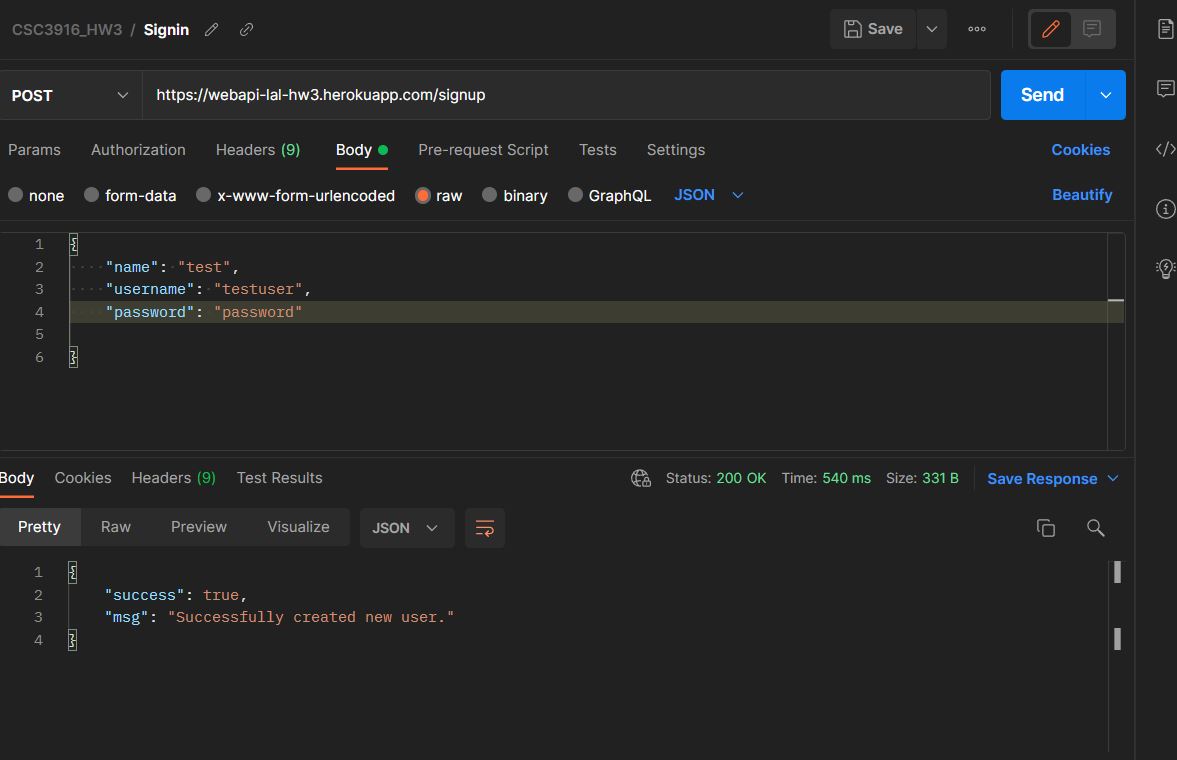 CSC3916_HW3 / Signin Save
POST https://webapi-lal-hw3.herokuapp.com/signup Send
Params Authorization Headers (9) Body Pre-request Script Tests Settings Cookies
none form-data x-www-form-urlencoded raw binary GraphQL JSON Beautify
1 {
2 ····"name":·"test",
3 ····"username":·"testuser",
4 ····"password":·"password"
5
6 }
Body Cookies Headers (9) Test Results Status: 200 OK Time: 540 ms Size: 331 B Save Response
Pretty Raw Preview Visualize JSON
1 {
2 "success": true,
3 "msg": "Successfully created new user."
4 }